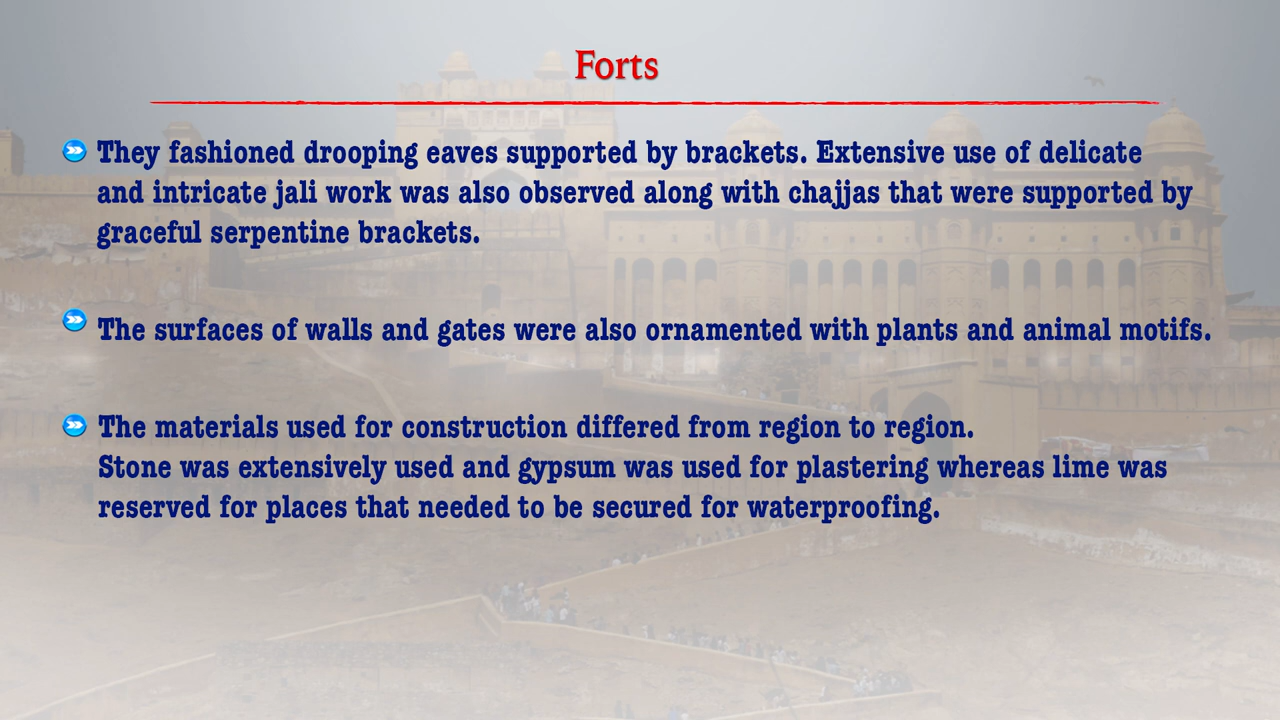 Forts
They fashioned drooping eaves supported by brackets. Extensive use of delicate
and intricate jali work was also observed along with chajjas that were supported by
graceful serpentine brackets.
The surfaces of walls and gates were also ornamented with plants and animal motifs.
The materials used for construction differed from region to region.
Stone was extensively used and gypsum was used for plastering whereas lime was
reserved for places that needed to be secured for waterproofing.